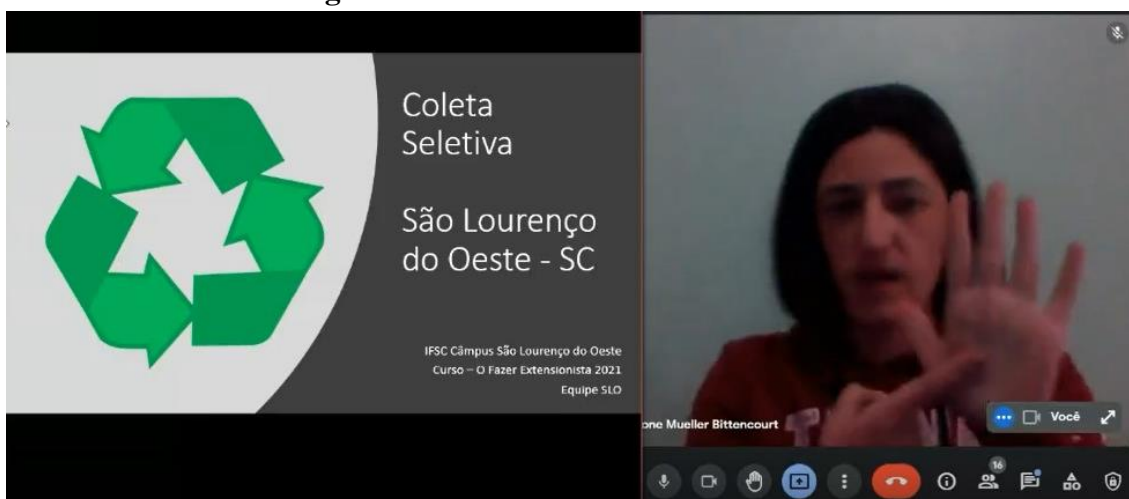 Coleta
Seletiva
São Lourenço
do Oeste - SC
IFSC Câmpus São Lourenço do Oeste
Curso – O Fazer Extensionista 2021
Equipe SLO
one Mueller Bittencourt
Você
16